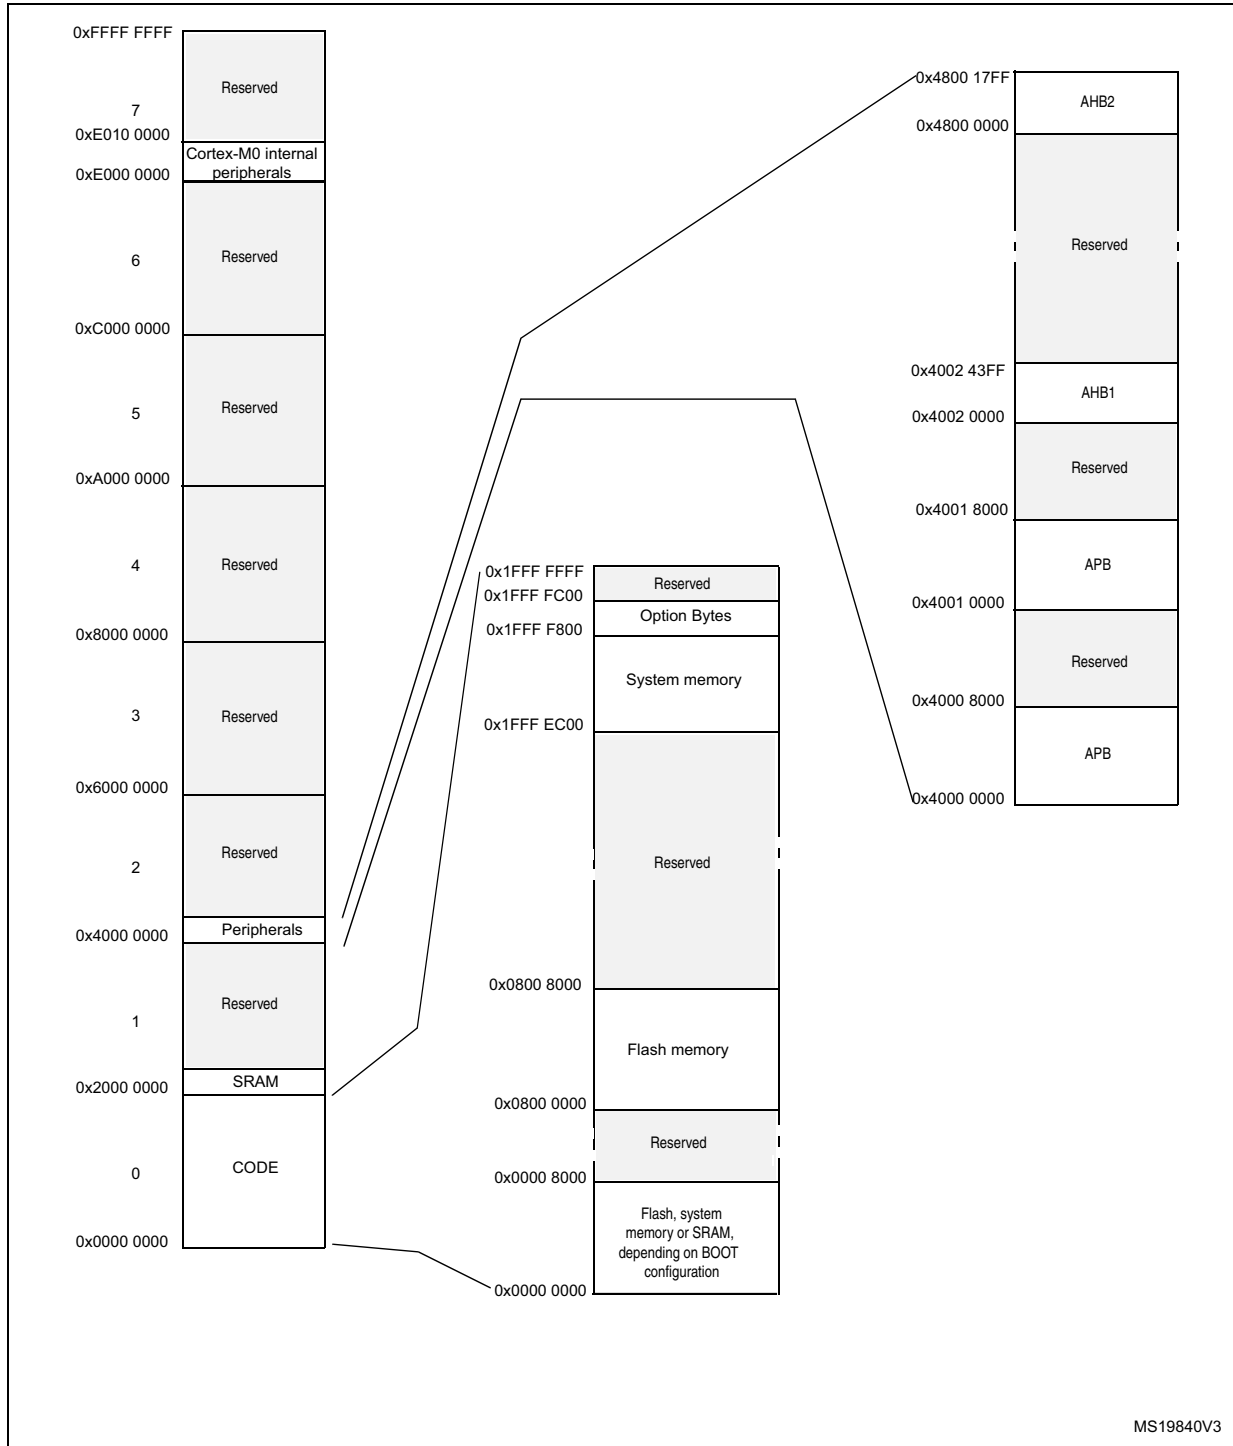 0xFFFF FFFF
Reserved
7
0xE010 0000
Cortex-M0 internal
peripherals
0xE000 0000
Reserved
6
0xC000 0000
Reserved
5
0xA000 0000
Reserved
4
0x8000 0000
Reserved
3
0x6000 0000
Reserved
2
Peripherals
0x4000 0000
Reserved
1
SRAM
0x2000 0000
CODE
0
0x0000 0000
0x1FFF FFFF
Reserved
0x1FFF FC00
Option Bytes
0x1FFF F800
System memory
0x1FFF EC00
Reserved
0x0800 8000
Flash memory
0x0800 0000
Reserved
0x0000 8000
Flash, system
memory or SRAM,
depending on BOOT
configuration
0x0000 0000
0x4800 17FF
AHB2
0x4800 0000
Reserved
0x4002 43FF
AHB1
0x4002 0000
Reserved
0x4001 8000
APB
0x4001 0000
Reserved
0x4000 8000
APB
0x4000 0000
MS19840V3